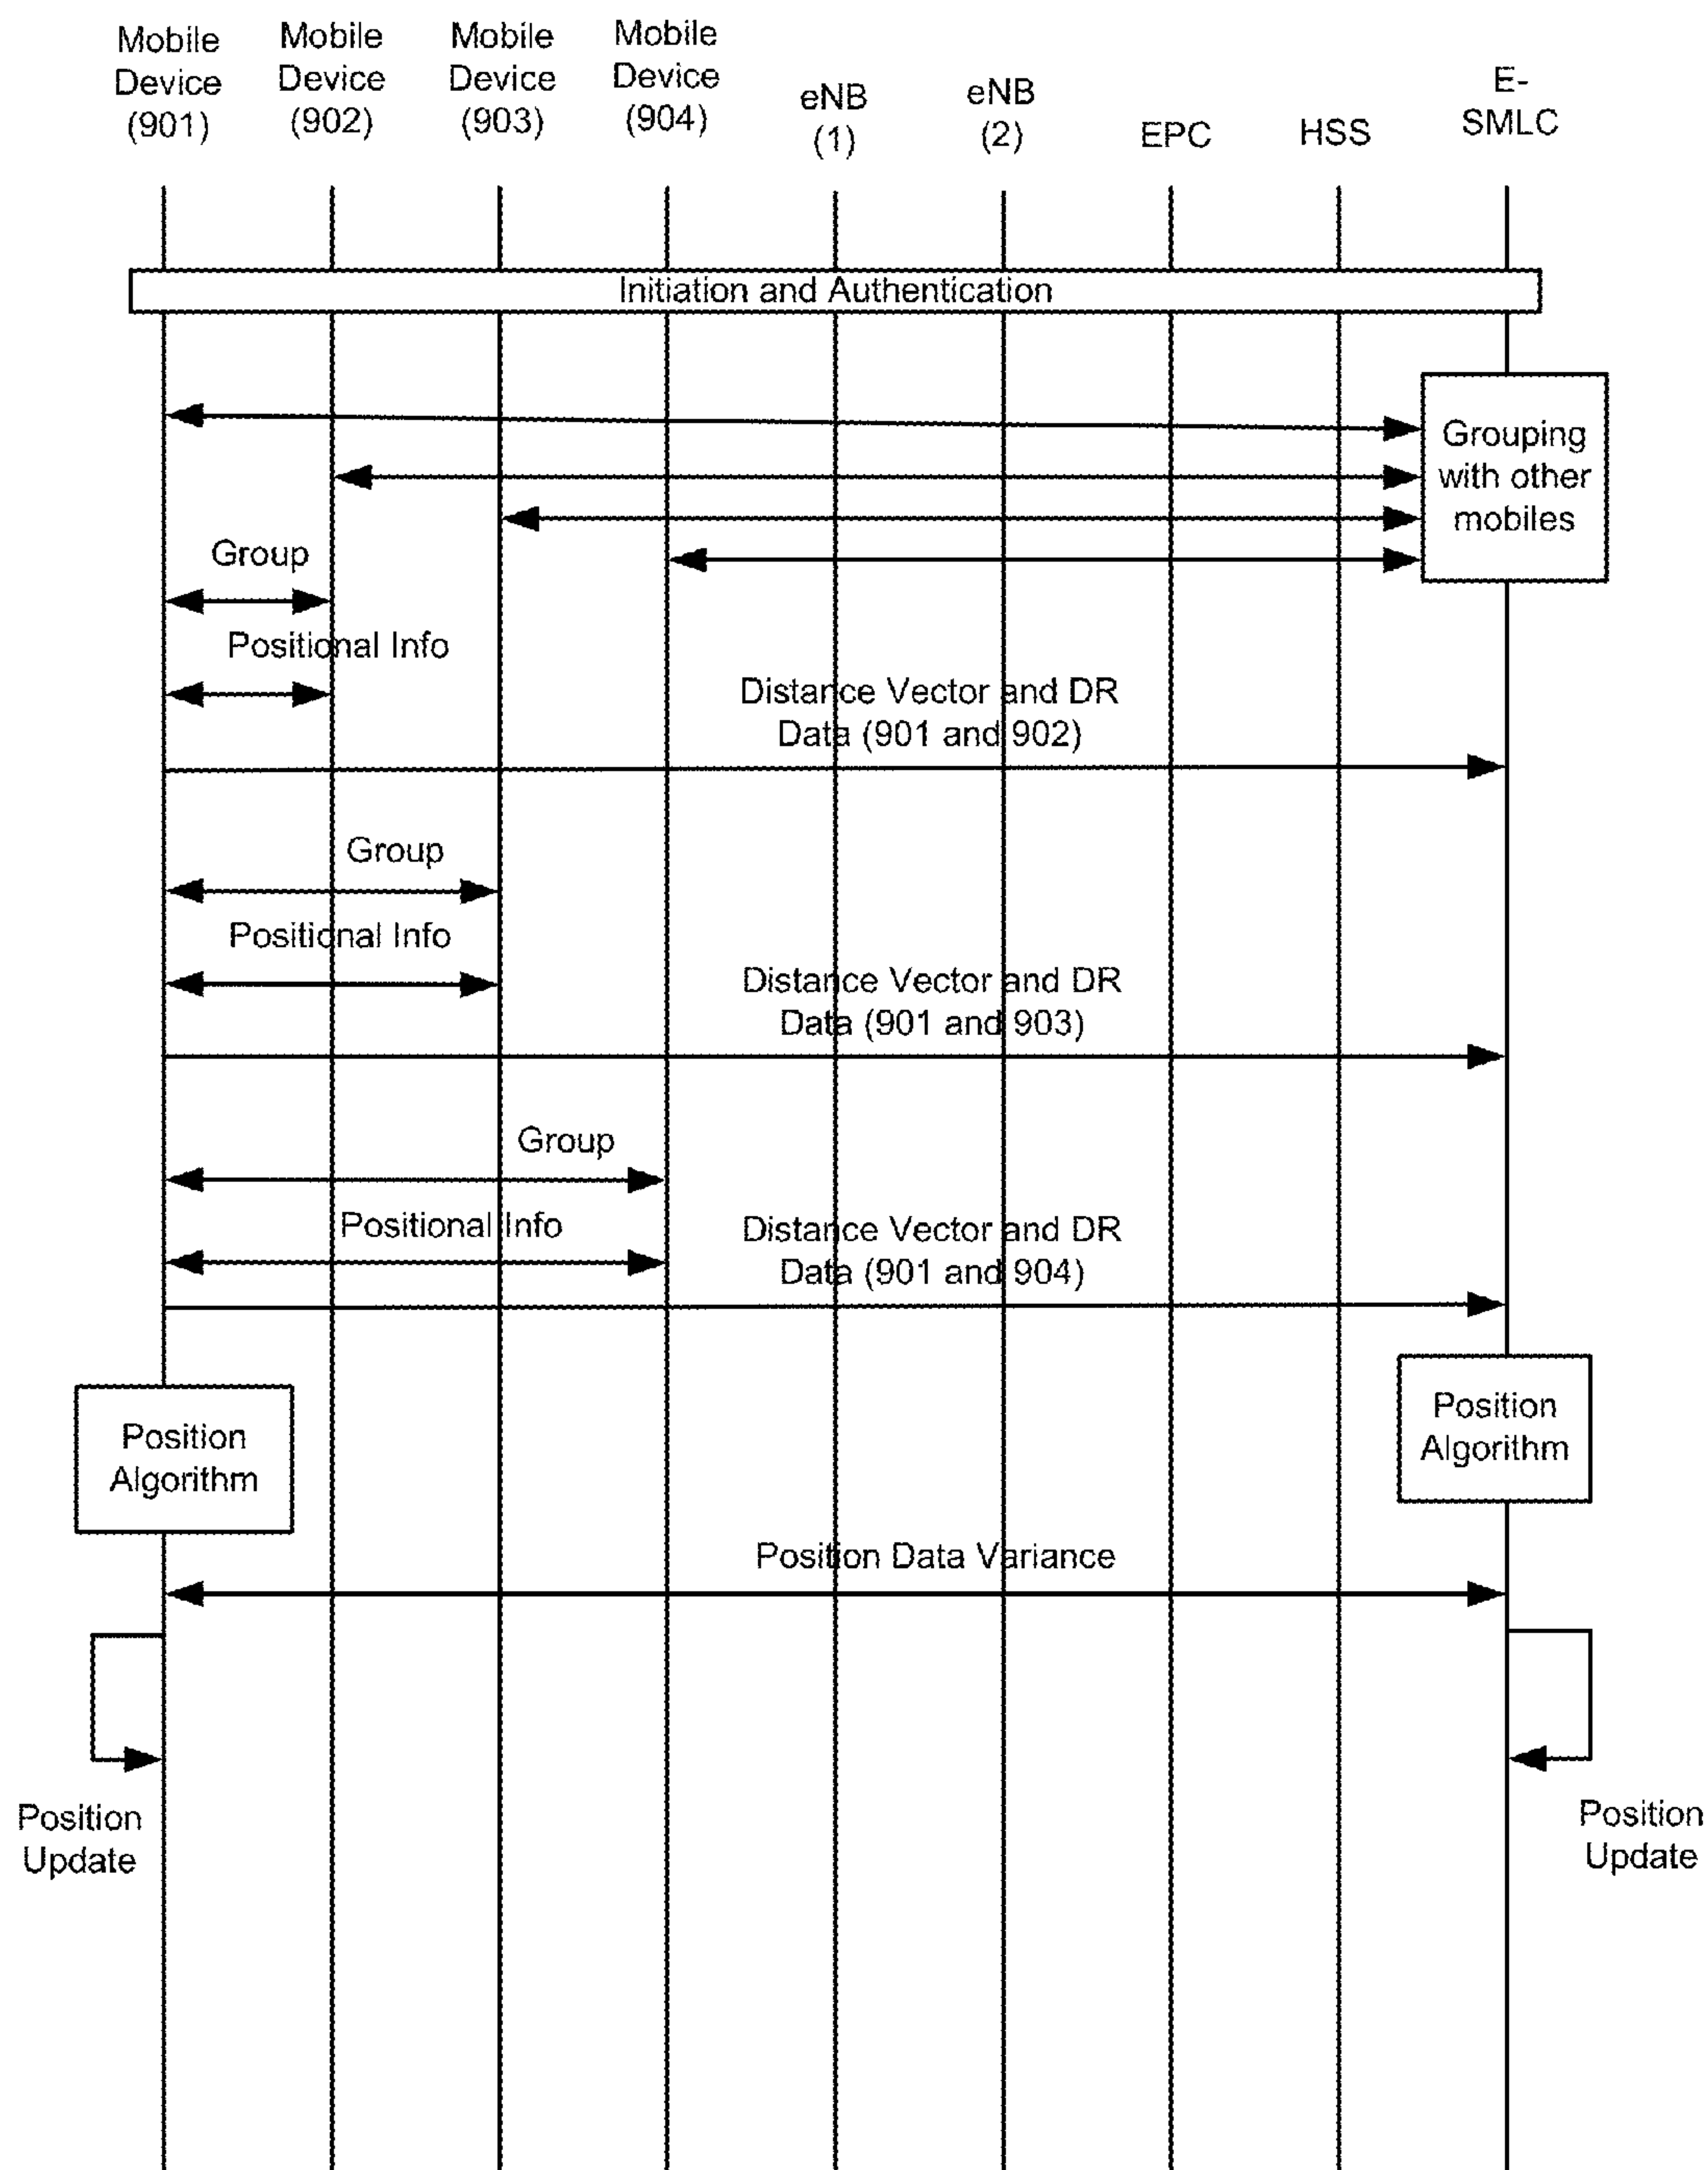 Mobile
Device
(901)
Mobile
Device
(902)
Mobile
Device
(903)
Mobile
Device
(904)
eNB
(1)
eNB
(2)
EPC
HSS
E-
SMLC
Initiation and Authentication
Grouping
with other
mobiles
Group
Positional Info
Distance Vector and DR
Data (901 and 902)
Group
Positional Info
Distance Vector and DR
Data (901 and 903)
Group
Positional Info
Distance Vector and DR
Data (901 and 904)
Position
Algorithm
Position
Algorithm
Position Data Variance
Position
Update
Position
Update